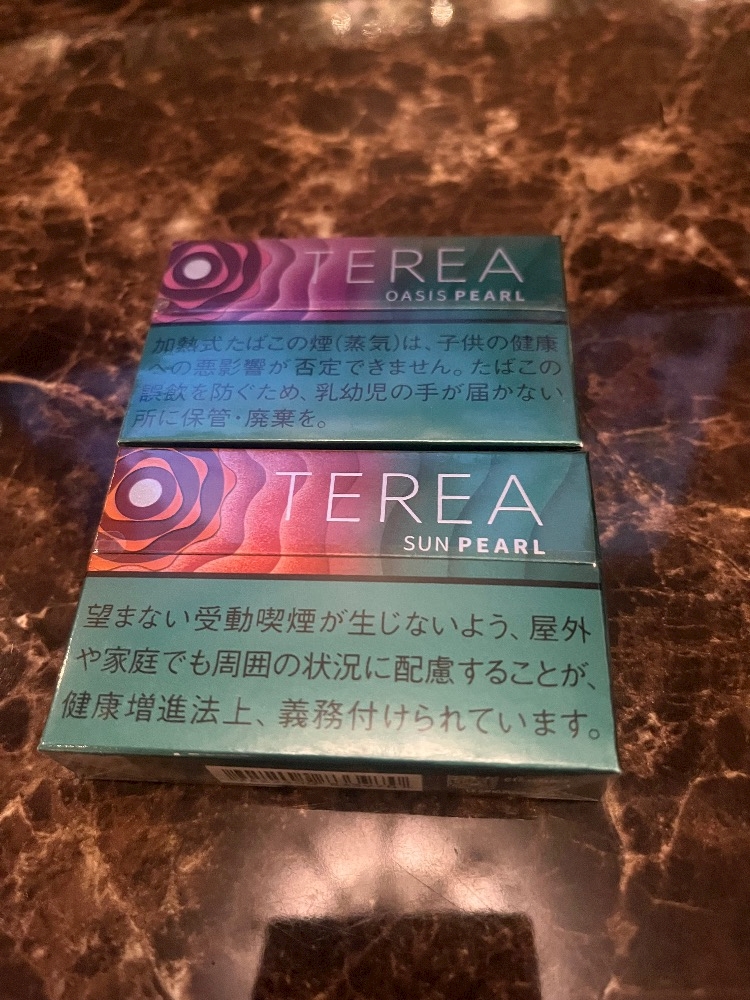 TEREA
OASIS PEARL
加熱式たばこの煙(蒸気)は、子供の健康
への悪影響が否定できません。たばこの
誤飲を防ぐため、乳幼児の手が届かない
所に保管・廃棄を。
TEREA
SUN PEARL
望まない受動喫煙が生じないよう、屋外
や家庭でも周囲の状況に配慮することが、
健康増進法上、義務付けられています。